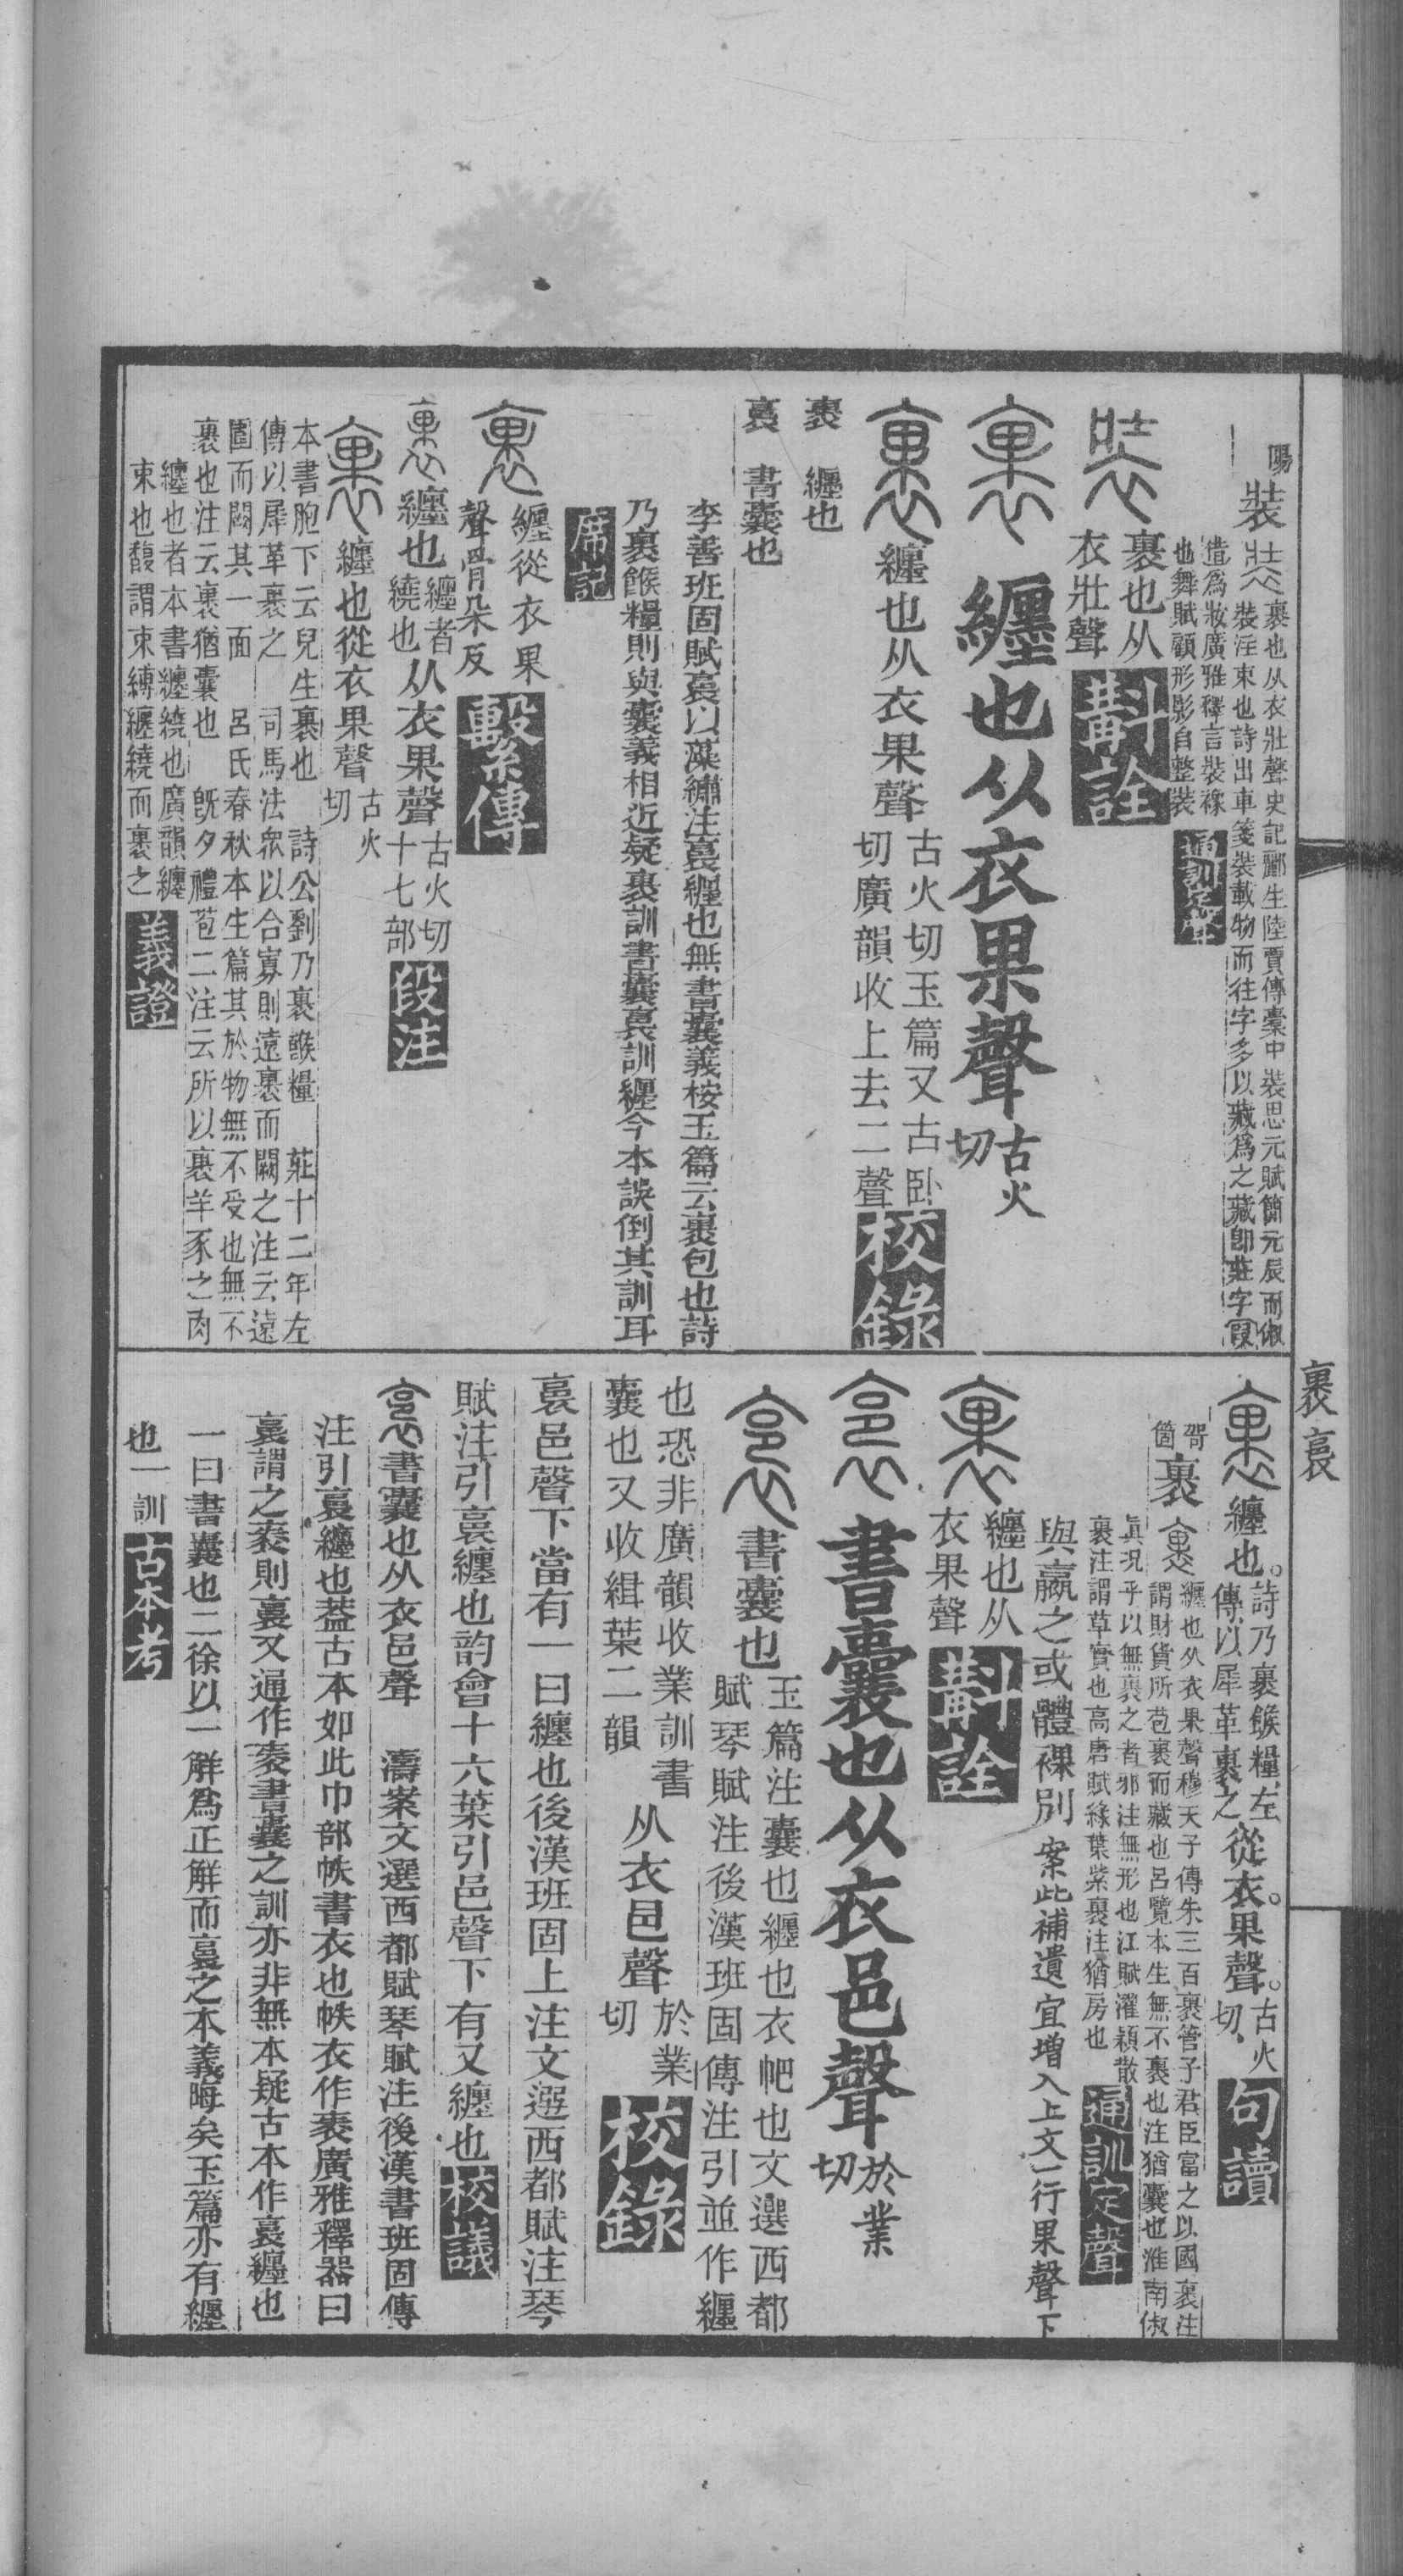 裹 裛
陽
裝
裹也从衣壯聲史記酈生陸賈傳橐中裝思元賦簡元辰而俶
裝注束也詩出車箋裝載物而往字多以藏爲之藏卽莊字叚
遣爲妝廣雅釋言裝襐
也舞賦顧形影自整裝
通訓定聲
裹也从
衣壯聲
斠詮
纏也从衣果聲
古火
切
纏也从衣果聲
古火切玉篇又古卧
切廣韻收上去二聲
校錄
裹 纏也
裛 書囊也
李善班固賦裛以藻繡注裛纏也無書囊義桉玉篇云裹包也詩
乃裹餱糧則與囊義相近疑裹訓書囊裛訓纏今本誤倒其訓耳
席記
纏從衣果
聲骨朵反
繫傳
纏也
纏者
繞也
从衣果聲
古火切
十七部
段注
纏也從衣果聲
古火
切
本書胞下云兒生裹也 詩公劉乃裹餱糧 莊十二年左
傳以犀革裹之 司馬法衆以合寡則遠裹而闕之注云遠
圍而闕其一面 呂氏春秋本生篇其於物無不受也無不
裹也注云裹猶囊也 旣夕禮苞二注云所以裹羊豕之肉
纏也者本書纏繞也廣韻纏
束也馥謂束縛纏繞而裹之
義證
纏也。
詩乃裹餱糧左
傳以犀革裹之
從衣。果聲。
古火
切
句讀
哿
箇
裹
纏也从衣果聲穆天子傳朱三百裹管子君臣富之以國裹注
謂財貨所苞裹而藏也呂覽本生無不裹也注猶囊也淮南俶
眞況乎以無裹之者邪注無形也江賦濯穎散
裹注謂草實也高唐賦綠葉紫裹注猶房也
通訓定聲
與蠃之或體裸別
案此補遺宜增入上文一行果聲下
纏也从
衣果聲
斠詮
書囊也从衣邑聲
於業
切
書囊也
玉篇注囊也纏也衣帊也文選西都
賦琴賦注後漢班固傳注引並作纏
也恐非廣韻收業訓書
囊也又收緝葉二韻
从衣邑聲
於業
切
校錄
裛邑聲下當有一曰纏也後漢班固上注文選西都賦注琴
賦注引裛纏也韵會十六葉引邑聲下有又纏也
校議
書囊也从衣邑聲 濤案文選西都賦琴賦注後漢書班固傳
注引裛纏也葢古本如此巾部帙書衣也帙衣作袠廣雅釋器曰
裛謂之袠則裛又通作袠書囊之訓亦非無本疑古本作裛纏也
一曰書囊也二徐以一解爲正解而裛之本義晦矣玉篇亦有纏
也一訓
古本考